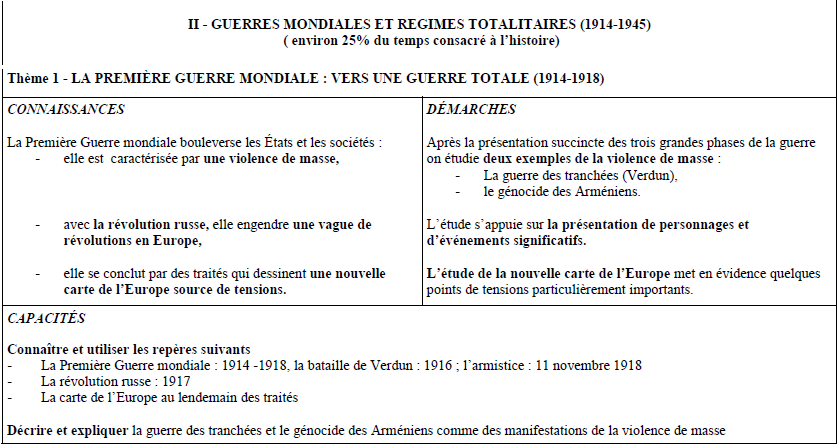 II - GUERRES MONDIALES ET REGIMES TOTALITAIRES (1914-1945)
( environ 25% du temps consacré à l'histoire)
Thème 1 - LA PREMIÈRE GUERRE MONDIALE : VERS UNE GUERRE TOTALE (1914-1918)
CONNAISSANCES
La Première Guerre mondiale bouleverse les États et les sociétés :
- elle est caractérisée par une violence de masse,
- avec la révolution russe, elle engendre une vague de
révolutions en Europe,
- elle se conclut par des traités qui dessinent une nouvelle
carte de l'Europe source de tensions.
DÉMARCHES
Après la présentation succincte des trois grandes phases de la guerre
on étudie deux exemples de la violence de masse :
- La guerre des tranchées (Verdun),
- le génocide des Arméniens.
L'étude s'appuie sur la présentation de personnages et
d'événements significatifs.
L'étude de la nouvelle carte de l'Europe met en évidence quelques
points de tensions particulièrement importants.
CAPACITÉS
Connaître et utiliser les repères suivants
- La Première Guerre mondiale : 1914 -1918, la bataille de Verdun : 1916 ; l'armistice : 11 novembre 1918
- La révolution russe : 1917
- La carte de l'Europe au lendemain des traités
Décrire et expliquer la guerre des tranchées et le génocide des Arméniens comme des manifestations de la violence de masse